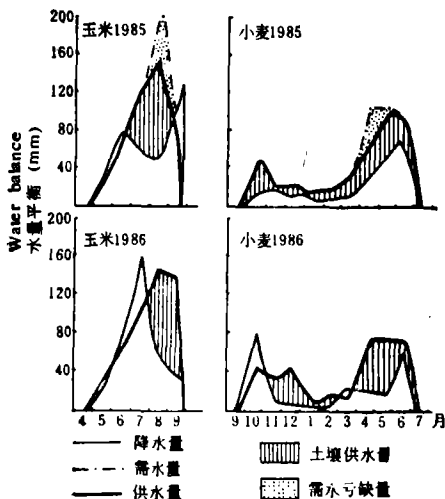 Water balance
水量平衡 (mm)
200
160
120
80
40
玉米1985
小麦1985
200
160
120
80
40
玉米1986
小麦1986
4 5 6 7 8 9
9 10 11 12 1 2 3 4 5 6 7 月
降水量
需水量
供水量
土壤供水量
需水亏缺量